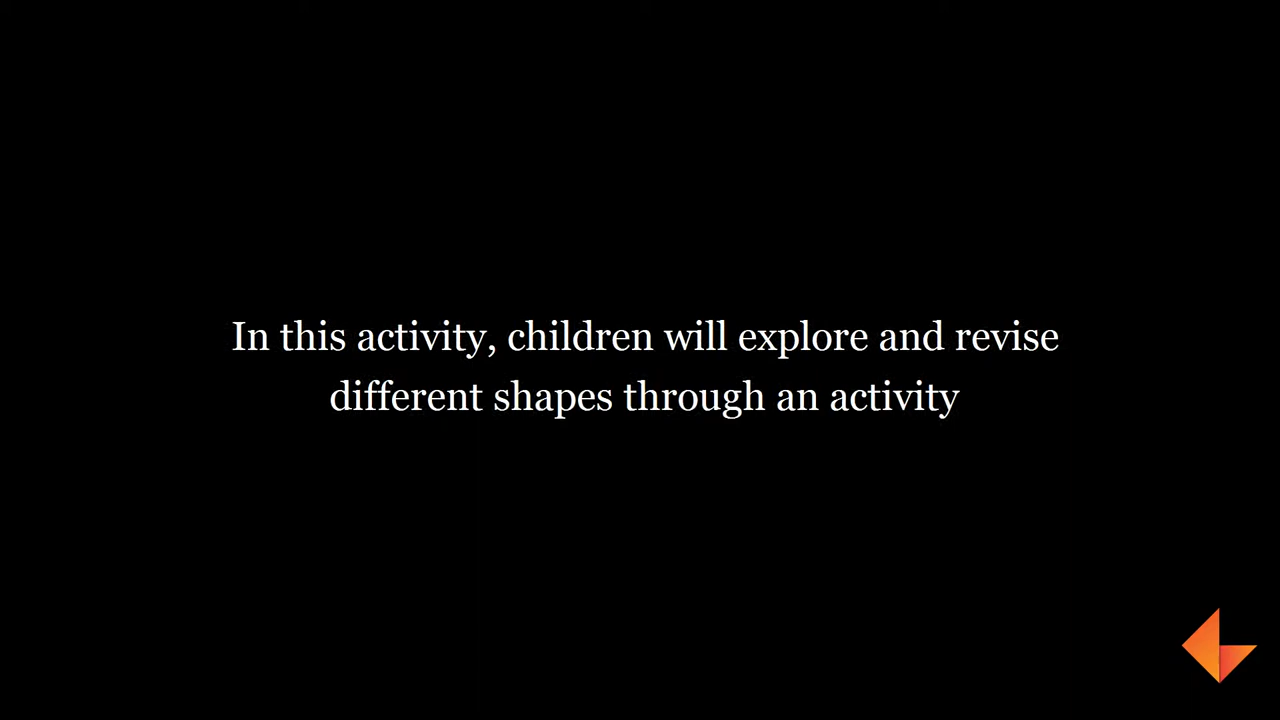 In this activity, children will explore and revise
different shapes through an activity